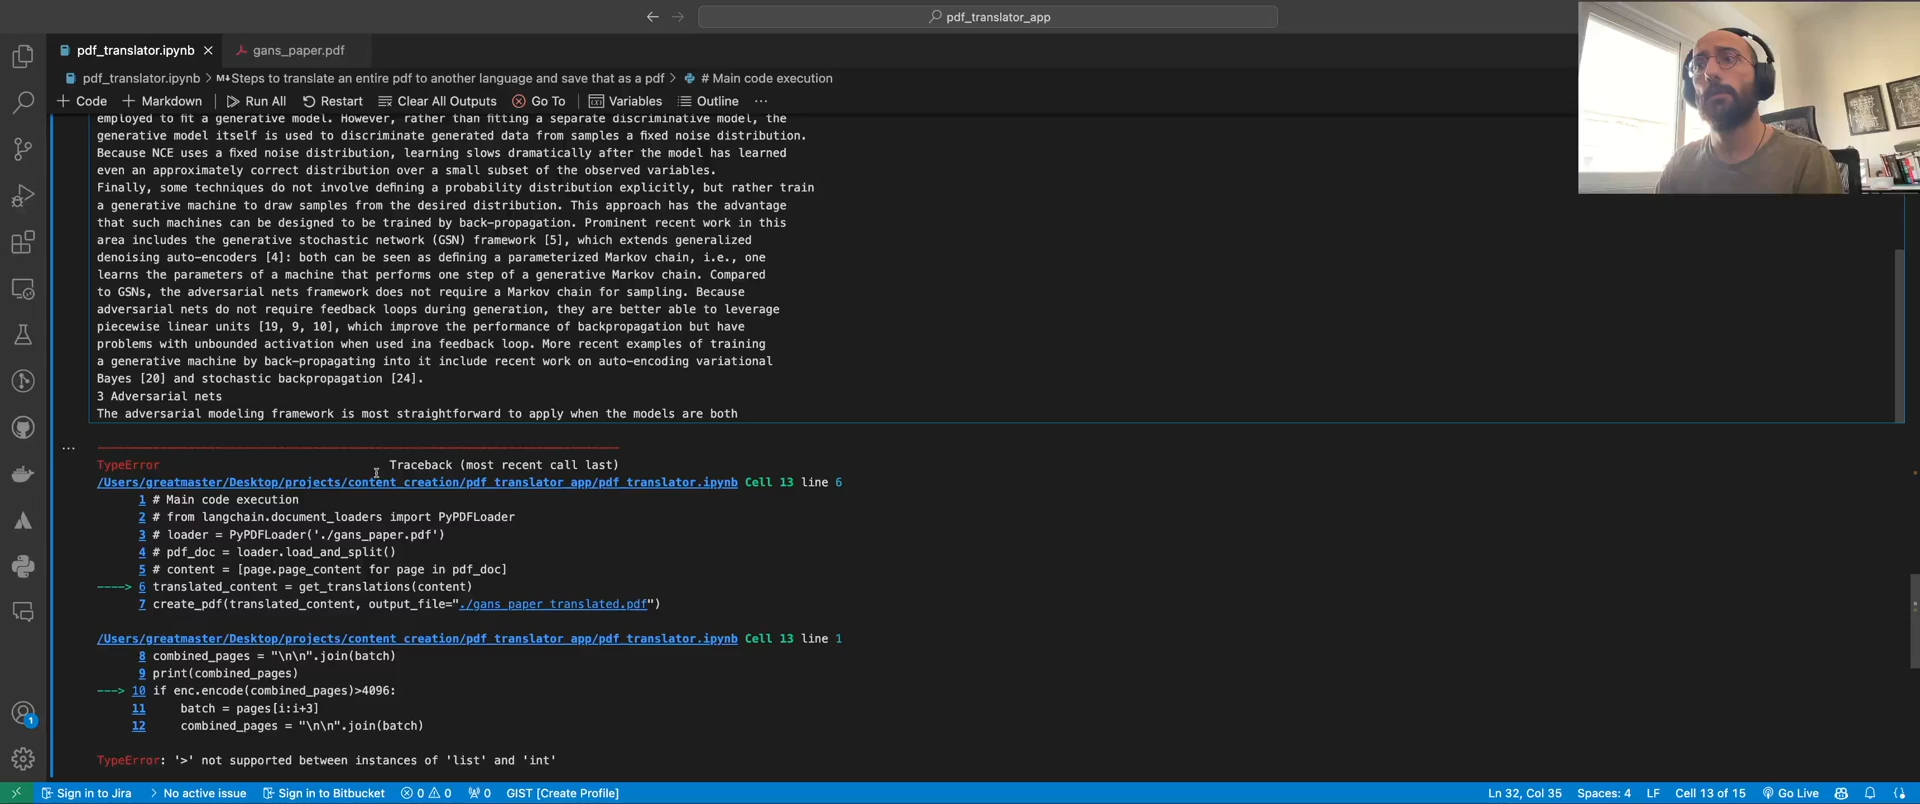 pdf_translator_app
pdf_translator.ipynb
gans_paper.pdf
pdf_translator.ipynb > M↓Steps to translate an entire pdf to another language and save that as a pdf > # Main code execution
+ Code + Markdown Run All Restart Clear All Outputs Go To Variables Outline ...
employed to fit a generative model. However, rather than fitting a separate discriminative model, the
generative model itself is used to discriminate generated data from samples a fixed noise distribution.
Because NCE uses a fixed noise distribution, learning slows dramatically after the model has learned
even an approximately correct distribution over a small subset of the observed variables.
Finally, some techniques do not involve defining a probability distribution explicitly, but rather train
a generative machine to draw samples from the desired distribution. This approach has the advantage
that such machines can be designed to be trained by back-propagation. Prominent recent work in this
area includes the generative stochastic network (GSN) framework [5], which extends generalized
denoising auto-encoders [4]: both can be seen as defining a parameterized Markov chain, i.e., one
learns the parameters of a machine that performs one step of a generative Markov chain. Compared
to GSNs, the adversarial nets framework does not require a Markov chain for sampling. Because
adversarial nets do not require feedback loops during generation, they are better able to leverage
piecewise linear units [19, 9, 10], which improve the performance of backpropagation but have
problems with unbounded activation when used ina feedback loop. More recent examples of training
a generative machine by back-propagating into it include recent work on auto-encoding variational
Bayes [20] and stochastic backpropagation [24].
3 Adversarial nets
The adversarial modeling framework is most straightforward to apply when the models are both
...
TypeError Traceback (most recent call last)
/Users/greatmaster/Desktop/projects/content_creation/pdf_translator_app/pdf_translator.ipynb Cell 13 line 6
1 # Main code execution
2 # from langchain.document_loaders import PyPDFLoader
3 # loader = PyPDFLoader('./gans_paper.pdf')
4 # pdf_doc = loader.load_and_split()
5 # content = [page.page_content for page in pdf_doc]
----> 6 translated_content = get_translations(content)
7 create_pdf(translated_content, output_file="./gans_paper_translated.pdf")
/Users/greatmaster/Desktop/projects/content_creation/pdf_translator_app/pdf_translator.ipynb Cell 13 line 1
8 combined_pages = "\n\n".join(batch)
9 print(combined_pages)
---> 10 if enc.encode(combined_pages)>4096:
11 batch = pages[i:i+3]
12 combined_pages = "\n\n".join(batch)
TypeError: '>' not supported between instances of 'list' and 'int'
1
Sign in to Jira No active issue Sign in to Bitbucket 0 0 0 GIST [Create Profile] Ln 32, Col 35 Spaces: 4 LF Cell 13 of 15 Go Live